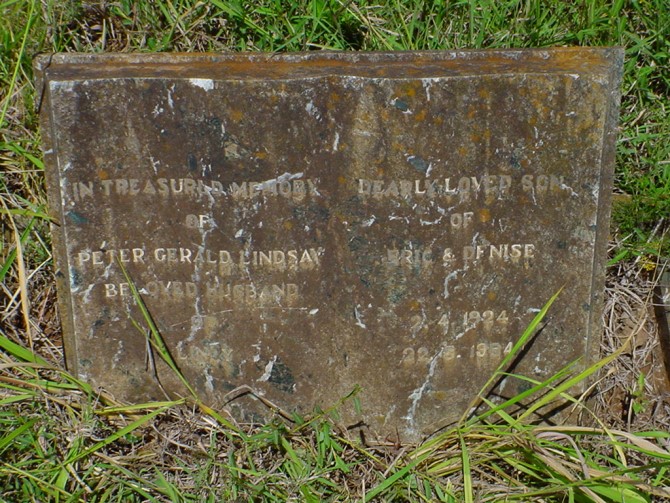 IN TREASURED MEMORY
OF
PETER GERALD LINDSAY
BELOVED HUSBAND
DEARLY LOVED SON
OF
ERIC & DENISE